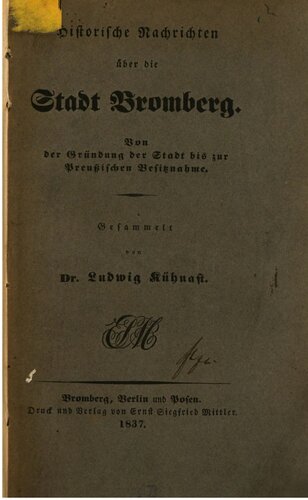 Historische Nachrichten
über die
Stadt Bromberg.
Von
der Gründung der Stadt bis zur
Preußischen Besitznahme.
Gesammelt
von
Dr. Ludwig Kühnast.
ESM
Bromberg, Berlin und Posen.
Druck und Verlag von Ernst Siegfried Mittler.
1837.